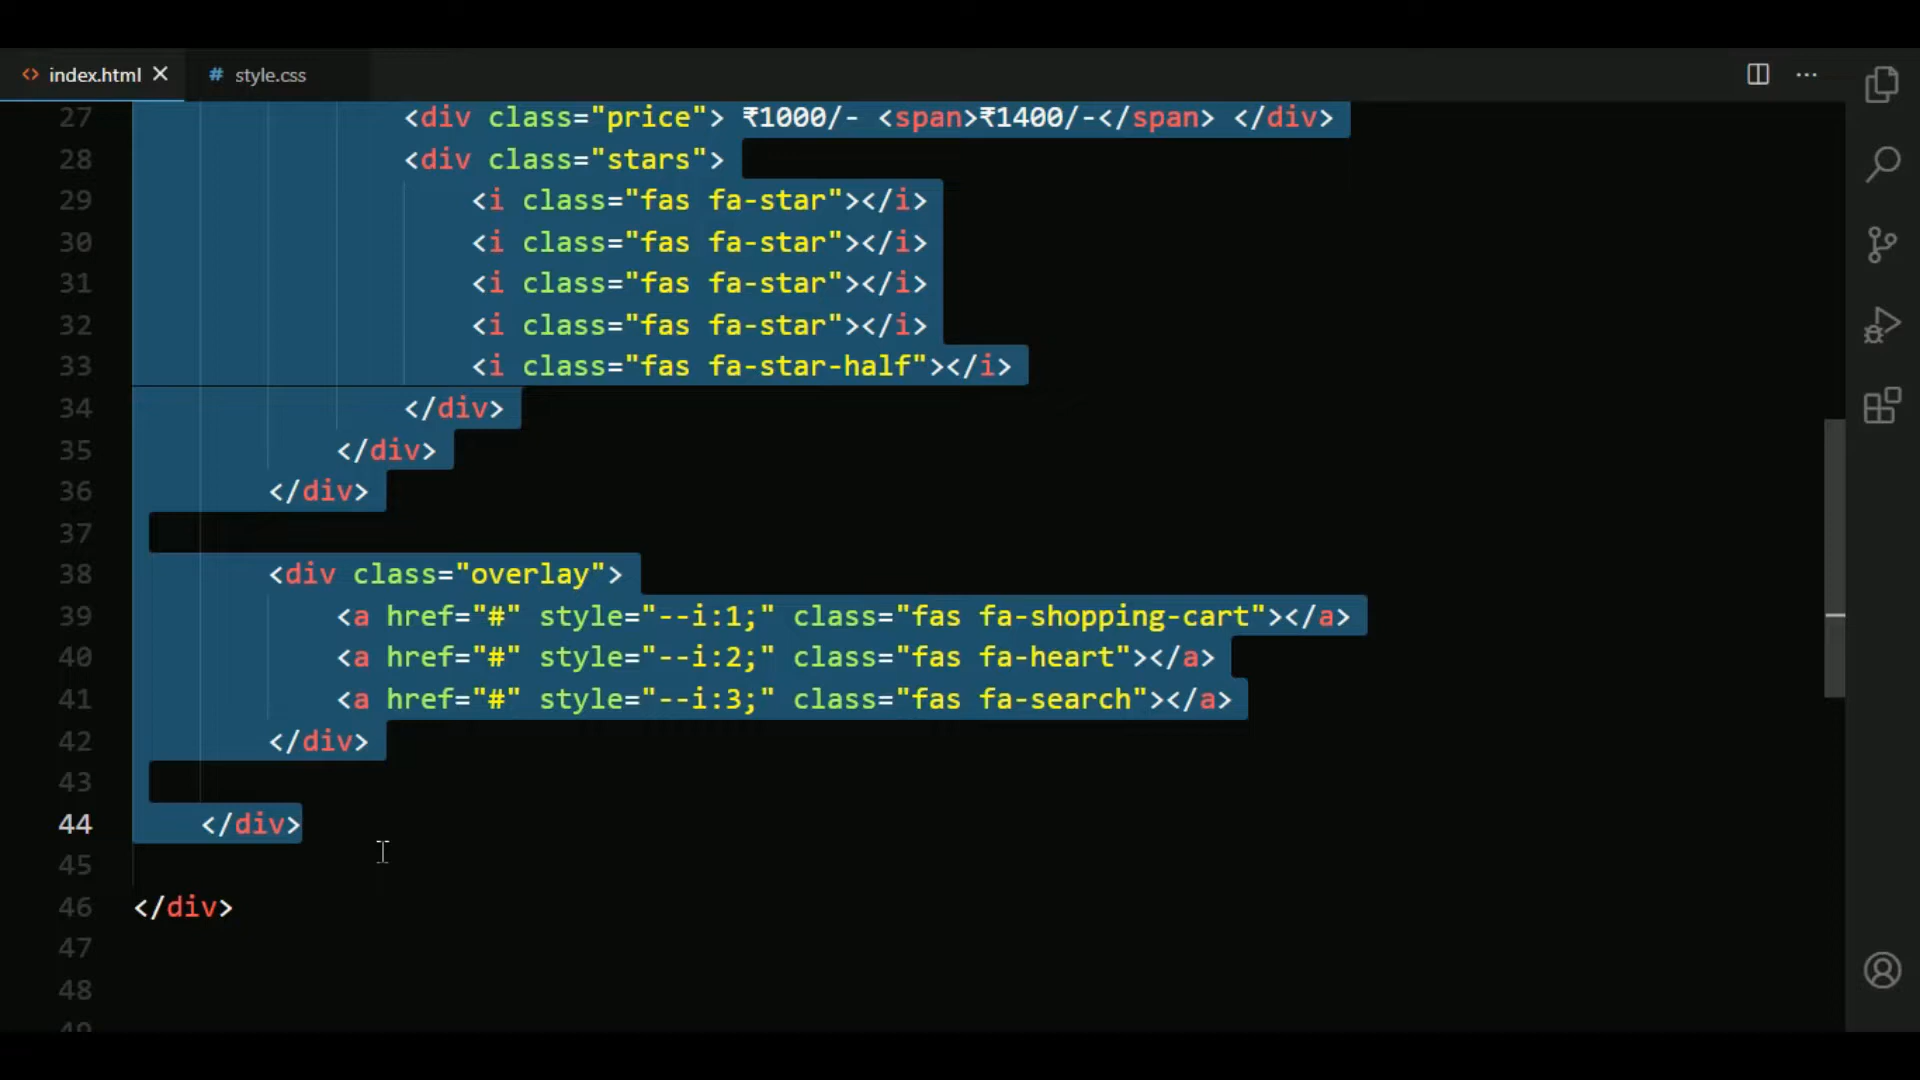 index.html
style.css
27 <div class="price"> ₹1000/- <span>₹1400/-</span> </div>
28 <div class="stars">
29 <i class="fas fa-star"></i>
30 <i class="fas fa-star"></i>
31 <i class="fas fa-star"></i>
32 <i class="fas fa-star"></i>
33 <i class="fas fa-star-half"></i>
34 </div>
35 </div>
36 </div>
37
38 <div class="overlay">
39 <a href="#" style="--i:1;" class="fas fa-shopping-cart"></a>
40 <a href="#" style="--i:2;" class="fas fa-heart"></a>
41 <a href="#" style="--i:3;" class="fas fa-search"></a>
42 </div>
43
44 </div>
45
46 </div>
47
48
49